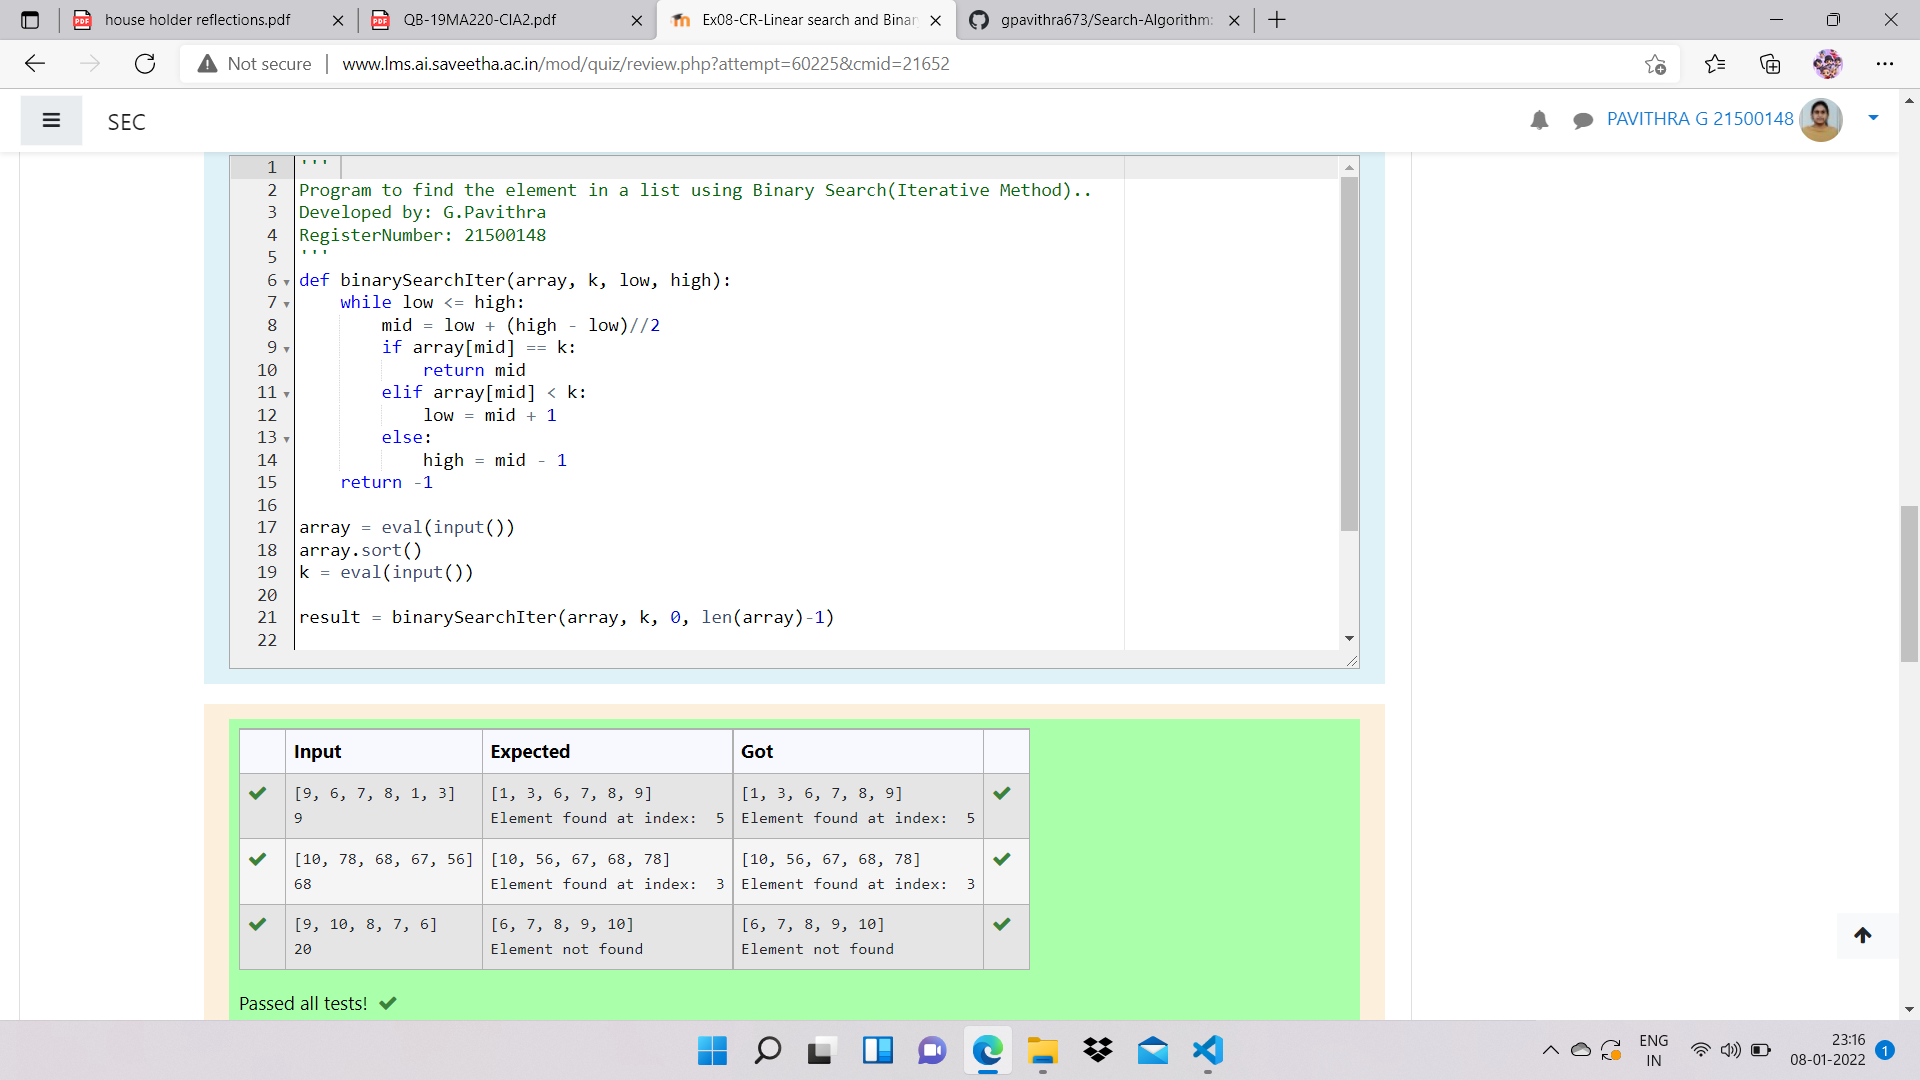 house holder reflections.pdf
QB-19MA220-CIA2.pdf
Ex08-CR-Linear search and Binar
gpavithra673/Search-Algorithm:
Not secure
www.lms.ai.saveetha.ac.in/mod/quiz/review.php?attempt=60225&cmid=21652
SEC
PAVITHRA G 21500148
1 '''
2 Program to find the element in a list using Binary Search(Iterative Method)..
3 Developed by: G.Pavithra
4 RegisterNumber: 21500148
5 '''
6 def binarySearchIter(array, k, low, high):
7     while low <= high:
8         mid = low + (high - low)//2
9         if array[mid] == k:
10             return mid
11         elif array[mid] < k:
12             low = mid + 1
13         else:
14             high = mid - 1
15     return -1
16
17 array = eval(input())
18 array.sort()
19 k = eval(input())
20
21 result = binarySearchIter(array, k, 0, len(array)-1)
22
Input Expected Got
[9, 6, 7, 8, 1, 3] [1, 3, 6, 7, 8, 9] [1, 3, 6, 7, 8, 9]
9 Element found at index:  5 Element found at index:  5
[10, 78, 68, 67, 56] [10, 56, 67, 68, 78] [10, 56, 67, 68, 78]
68 Element found at index:  3 Element found at index:  3
[9, 10, 8, 7, 6] [6, 7, 8, 9, 10] [6, 7, 8, 9, 10]
20 Element not found Element not found
Passed all tests!
ENG
IN
23:16
08-01-2022
1